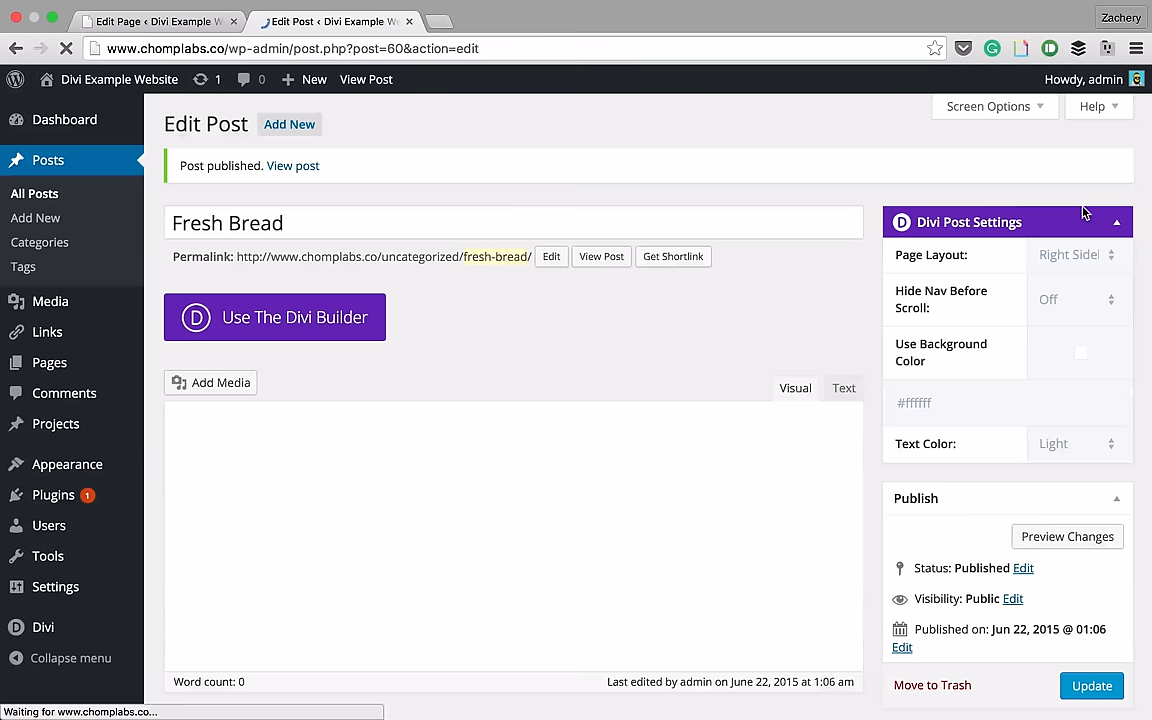 Edit Page ‹ Divi Example W
Edit Post ‹ Divi Example We
Zachery
www.chomplabs.co/wp-admin/post.php?post=60&action=edit
Divi Example Website
1
0
New
View Post
Howdy, admin
Dashboard
Posts
All Posts
Add New
Categories
Tags
Media
Links
Pages
Comments
Projects
Appearance
Plugins 1
Users
Tools
Settings
Divi
Collapse menu
Screen Options
Help
Edit Post
Add New
Post published. View post
Fresh Bread
Permalink: http://www.chomplabs.co/uncategorized/fresh-bread/
Edit
View Post
Get Shortlink
D Use The Divi Builder
Add Media
Visual
Text
Word count: 0
Last edited by admin on June 22, 2015 at 1:06 am
D Divi Post Settings
Page Layout:
Right Sidel
Hide Nav Before
Scroll:
Off
Use Background
Color
#ffffff
Text Color:
Light
Publish
Preview Changes
Status: Published Edit
Visibility: Public Edit
Published on: Jun 22, 2015 @ 01:06
Edit
Move to Trash
Update
Waiting for www.chomplabs.co...